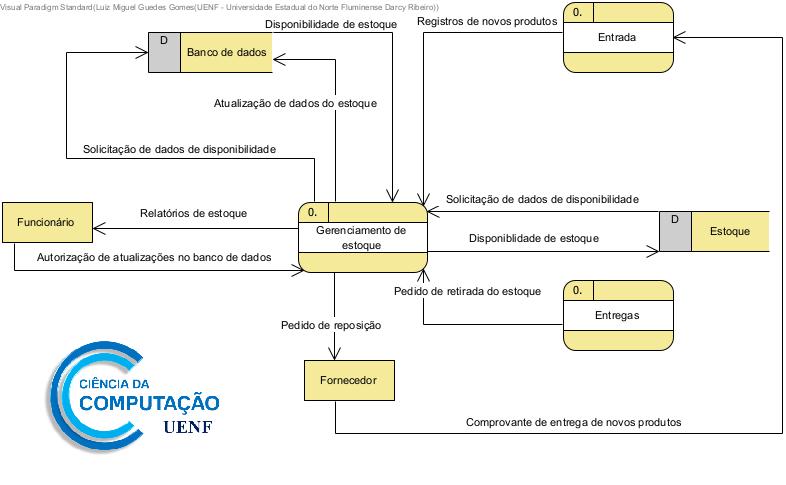 Visual Paradigm Standard(Luiz Miguel Guedes Gomes(UENF - Universidade Estadual do Norte Fluminense Darcy Ribeiro))
Disponibilidade de estoque
Registros de novos produtos
0.
Entrada
D
Banco de dados
Atualização de dados do estoque
Solicitação de dados de disponibilidade
Funcionário
Relatórios de estoque
Autorização de atualizações no banco de dados
0.
Gerenciamento de
estoque
Solicitação de dados de disponibilidade
Disponiblidade de estoque
D
Estoque
Pedido de retirada do estoque
0.
Entregas
Pedido de reposição
Fornecedor
Comprovante de entrega de novos produtos
CIÊNCIA DA
COMPUTAÇÃO
UENF